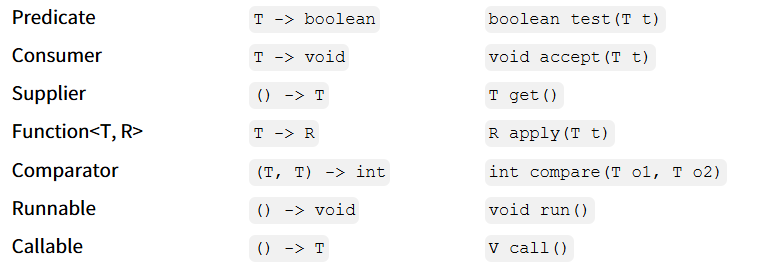 Predicate T -> boolean boolean test(T t)
Consumer T -> void void accept(T t)
Supplier () -> T T get()
Function<T, R> T -> R R apply(T t)
Comparator (T, T) -> int int compare(T o1, T o2)
Runnable () -> void void run()
Callable () -> T V call()